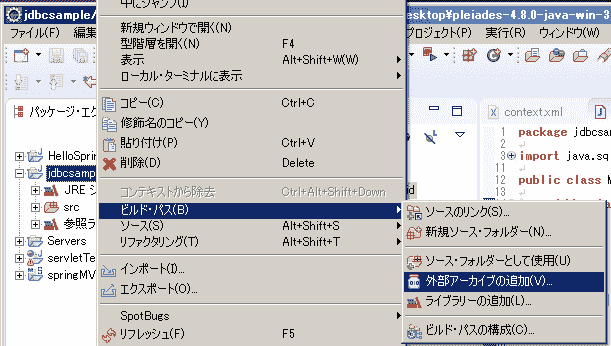 jdbcsample/
esktop¥pleiades-4.8.0-java-win-3
ファイル(F)
プロジェクト(P) 実行(R) ウィンドウ(W)
パッケージ・エク
HelloSprin
jdbcsamp
JRE シ
src
参照ラ
Servers
servletTe
springMV
新規ウィンドウで開く(N)
型階層を開く(N) F4
表示 Alt+Shift+W(W)
ローカル・ターミナルに表示
コピー(C) Ctrl+C
修飾名のコピー(Y)
貼り付け(P) Ctrl+V
削除(D) Delete
コンテキストから除去 Ctrl+Alt+Shift+Down
ビルド・パス(B)
ソース(S) Alt+Shift+S
リファクタリング(T) Alt+Shift+T
インポート(I)...
エクスポート(O)...
SpotBugs
リフレッシュ(F) F5
context.xml
1 package jdbcs
2
3 import java.sq
public class M
ソースのリンク(S)...
新規ソース・フォルダー(N)...
ソース・フォルダーとして使用(U)
外部アーカイブの追加(V)...
ライブラリーの追加(L)...
ビルド・パスの構成(C)...